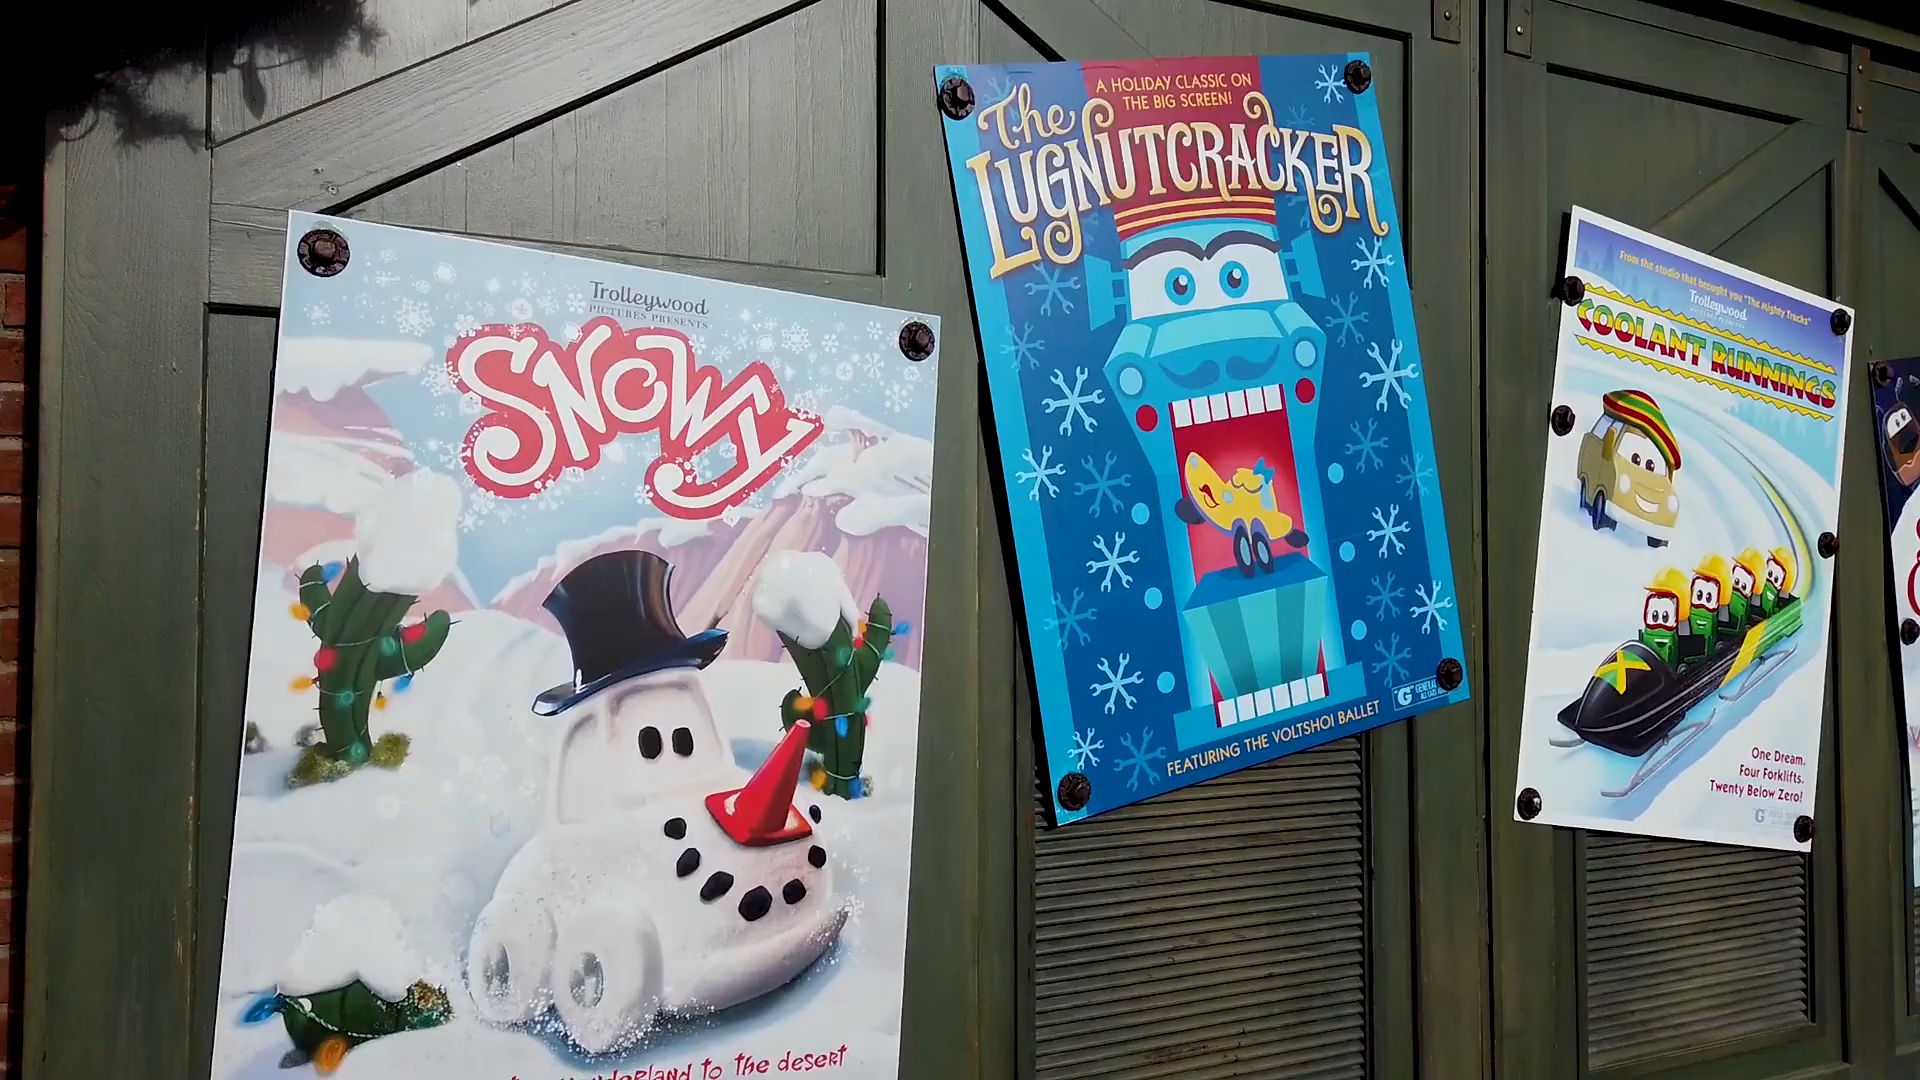 Trolleywood
PICTURES PRESENTS
SNOWY
to the desert
A HOLIDAY CLASSIC ON
THE BIG SCREEN!
The
LUGNUTCRACKER
FEATURING THE VOLTSHOI BALLET
"G" GENERAL
From the studio that brought you "The Mighty Trucks"
Trolleywood
COOLANT RUNNINGS
One Dream.
Four Forklifts.
Twenty Below Zero!
G